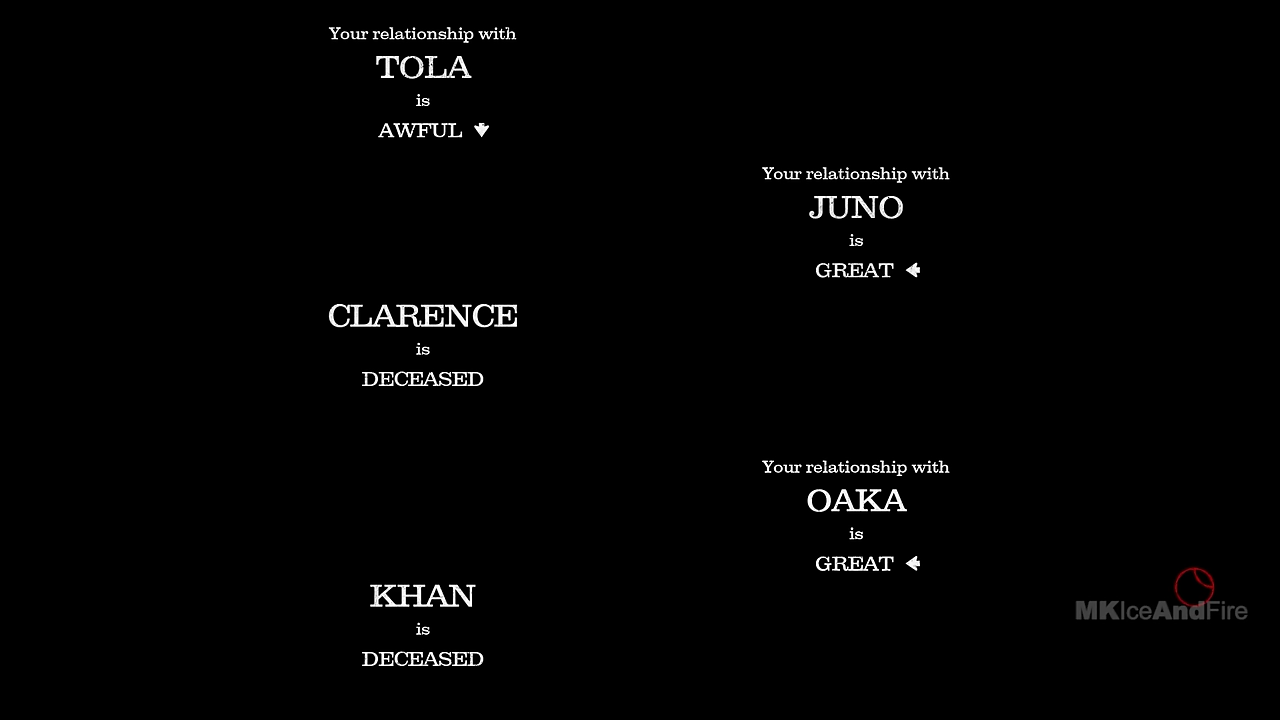 Your relationship with
TOLA
is
AWFUL
Your relationship with
JUNO
is
GREAT
CLARENCE
is
DECEASED
Your relationship with
OAKA
is
GREAT
KHAN
is
DECEASED
MKIceAndFire